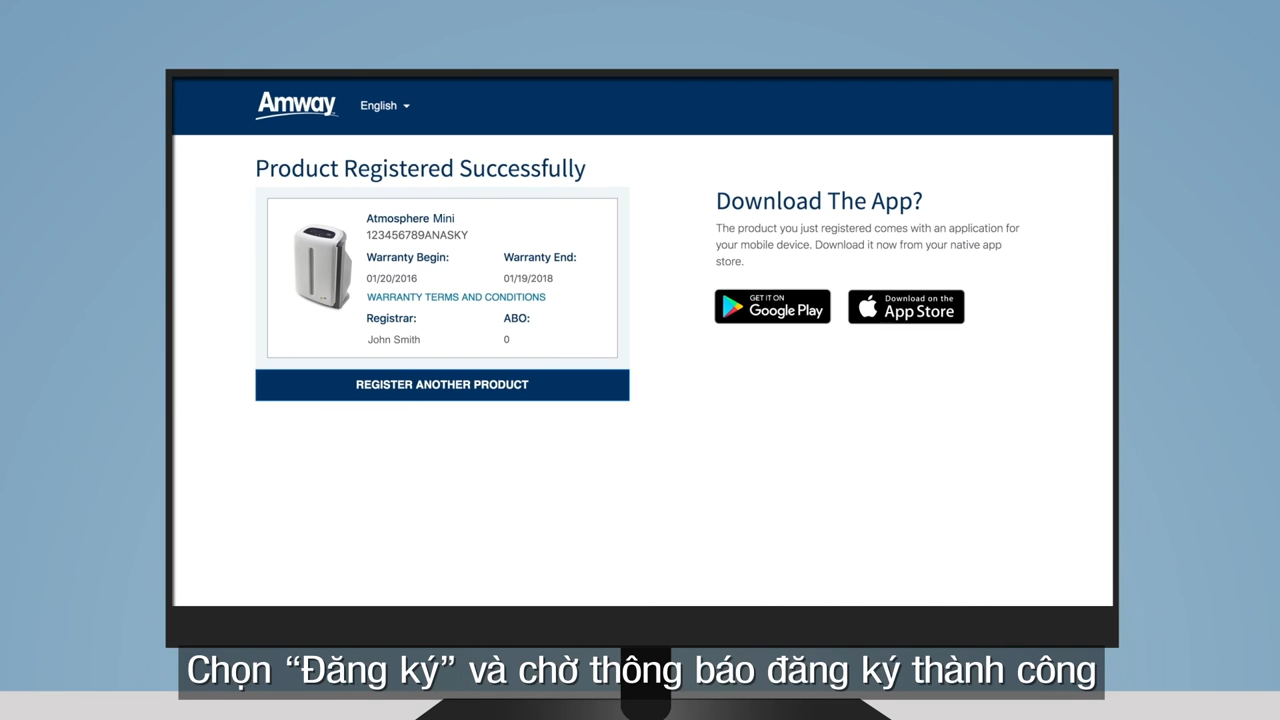 Amway
English
Product Registered Successfully
Atmosphere Mini
123456789ANASKY
Warranty Begin: Warranty End:
01/20/2016 01/19/2018
WARRANTY TERMS AND CONDITIONS
Registrar: ABO:
John Smith 0
REGISTER ANOTHER PRODUCT
Download The App?
The product you just registered comes with an application for
your mobile device. Download it now from your native app
store.
GET IT ON
Google Play
Download on the
App Store
Chọn “Đăng ký” và chờ thông báo đăng ký thành công